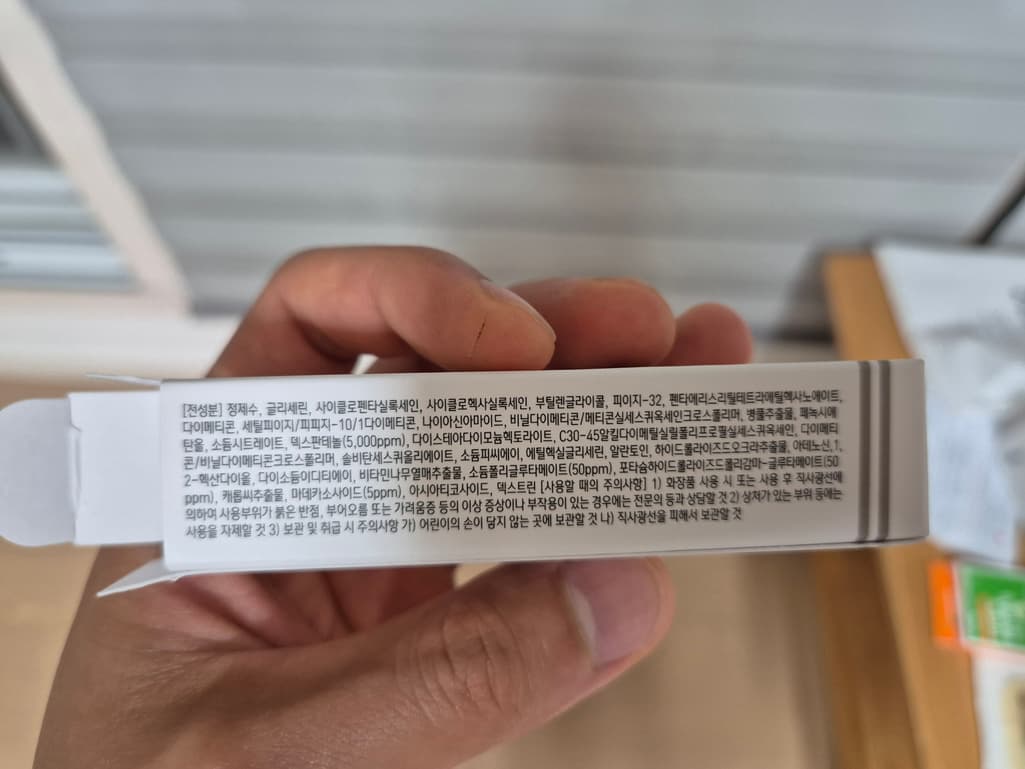 [전성분] 정제수, 글리세린, 사이클로펜타실록세인, 사이클로헥사실록세인, 부틸렌글라이콜, 피이지-32, 펜타에리스리틸테트라에틸헥사노에이트,
다이메티콘, 세틸피이지/피피지-10/1다이메티콘, 나이아신아마이드, 비닐다이메티콘/메티콘실세스퀴옥세인크로스폴리머, 병풀추출물, 페녹시에
탄올, 소듐시트레이트, 덱스판테놀(5,000ppm), 다이스테아다이모늄헥토라이트, C30-45알킬다이메틸실릴폴리프로필실세스퀴옥세인, 다이메티
콘/비닐다이메티콘크로스폴리머, 솔비탄세스퀴올리에이트, 소듐피씨에이, 에틸헥실글리세린, 알란토인, 하이드롤라이즈드오크라추출물, 아데노신,1,
2-헥산다이올, 다이소듐이디티에이, 비타민나무열매추출물, 소듐폴리글루타메이트(50ppm), 포타슘하이드롤라이즈드폴리감마-글루타메이트(50
ppm), 캐롭씨추출물, 마데카소사이드(5ppm), 아시아티코사이드, 덱스트린 [사용할 때의 주의사항] 1) 화장품 사용 시 또는 사용 후 직사광선에
의하여 사용부위가 붉은 반점, 부어오름 또는 가려움증 등의 이상 증상이나 부작용이 있는 경우에는 전문의 등과 상담할 것 2) 상처가 있는 부위 등에는
사용을 자제할 것 3) 보관 및 취급 시 주의사항 가) 어린이의 손이 닿지 않는 곳에 보관할 것 나) 직사광선을 피해서 보관할 것